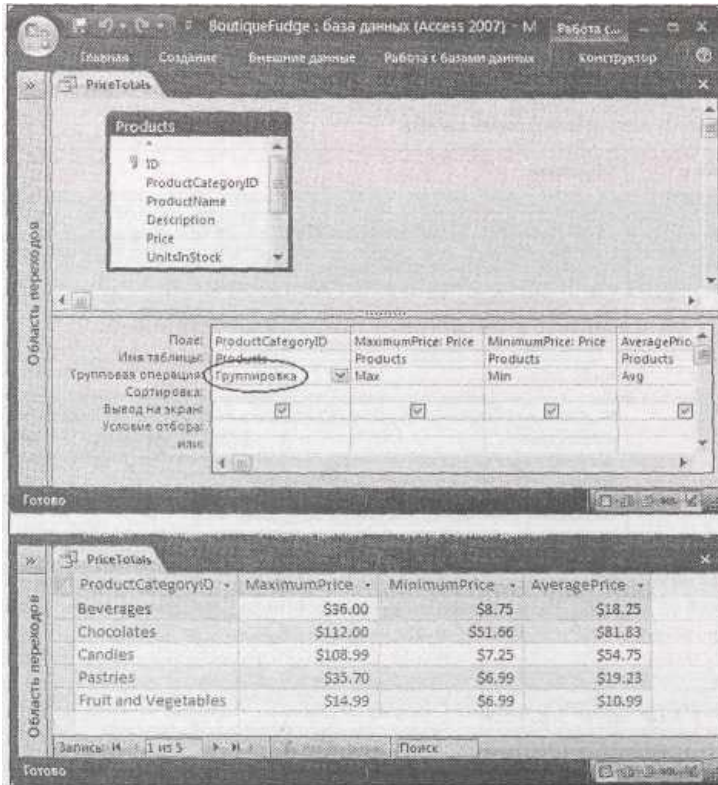 BoutiqueFudge : база данных (Access 2007) - M
Работа с...
Главная Создание Внешние данные Работа с базами данных Конструктор
PriceTotals
Область переходов
Products
*
ID
ProductCategoryID
ProductName
Description
Price
UnitsInStock
Поле: ProductCategoryID MaximumPrice: Price MinimumPrice: Price AveragePric
Имя таблицы: Products Products Products Products
Групповая операция: Группировка Max Min Avg
Сортировка:
Вывод на экран:
Условие отбора:
или:
Готово
PriceTotals
Область переходов
ProductCategoryID MaximumPrice MinimumPrice AveragePrice
Beverages $36.00 $8.75 $18.25
Chocolates $112.00 $51.66 $81.83
Candies $108.99 $7.25 $54.75
Pastries $35.70 $6.99 $19.23
Fruit and Vegetables $14.99 $6.99 $10.99
Запись: 1 из 5 Поиск
Готово